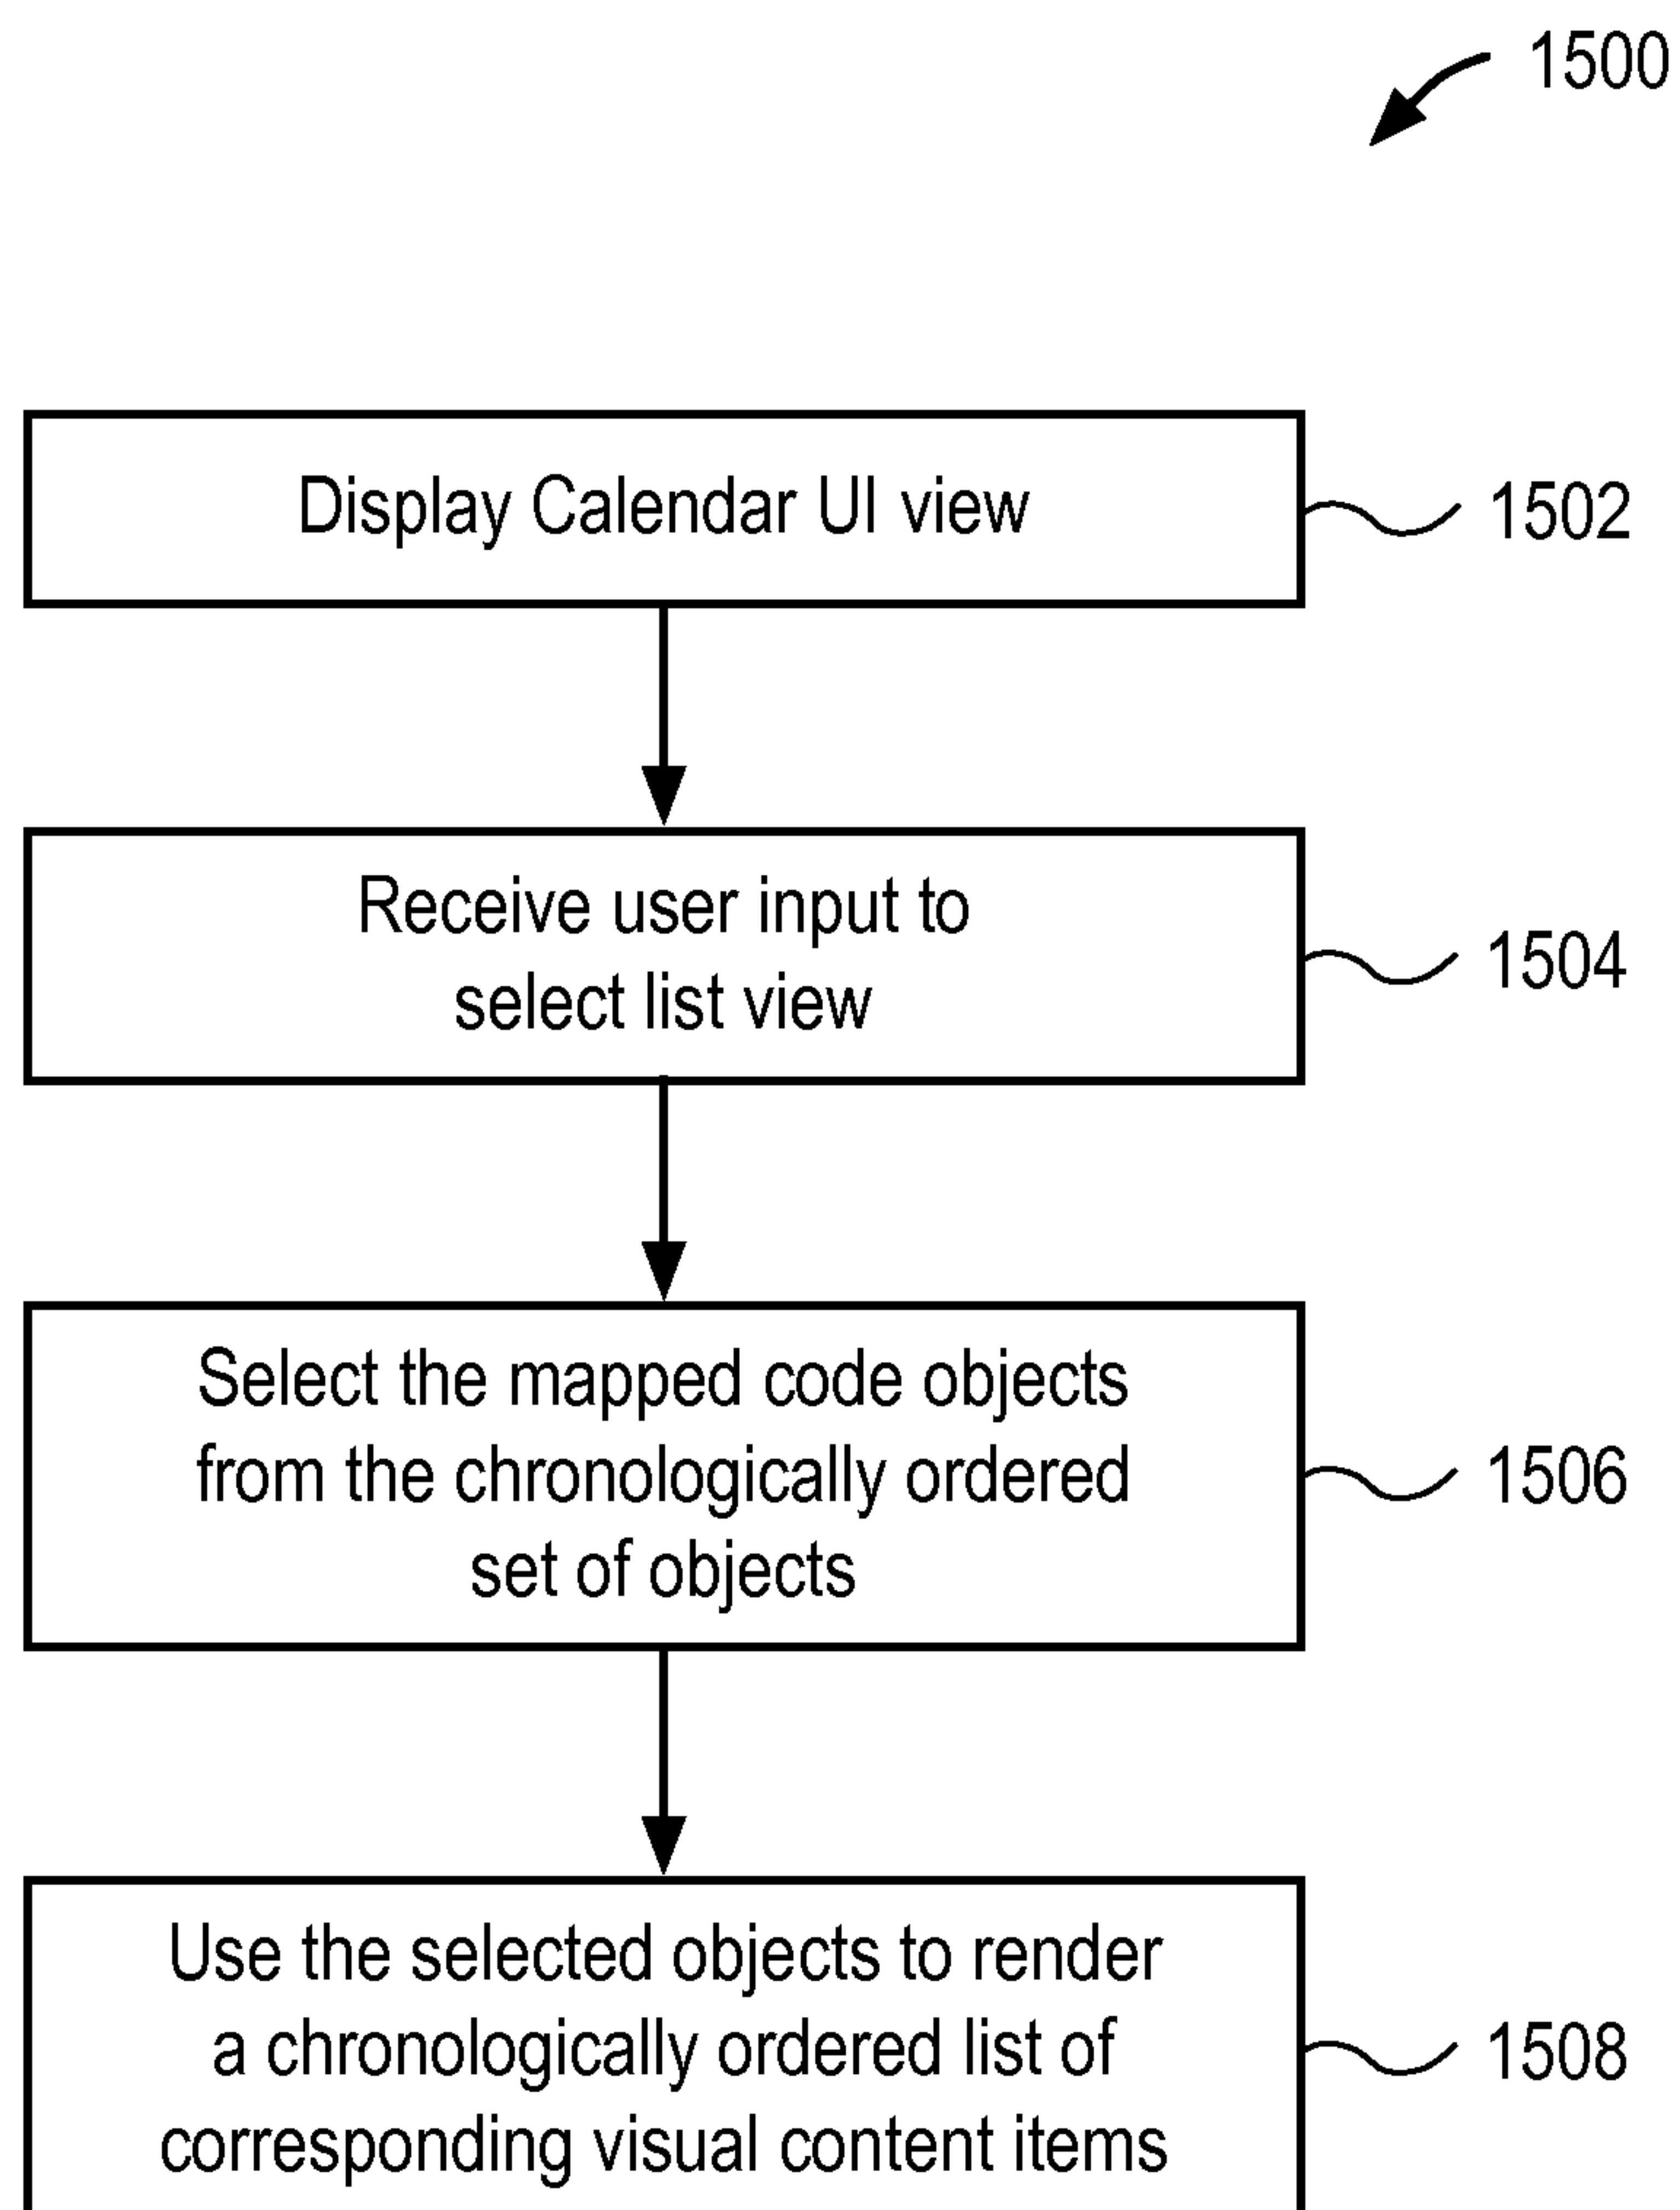 1500
Display Calendar UI view
1502
Receive user input to
select list view
1504
Select the mapped code objects
from the chronologically ordered
set of objects
1506
Use the selected objects to render
a chronologically ordered list of
corresponding visual content items
1508